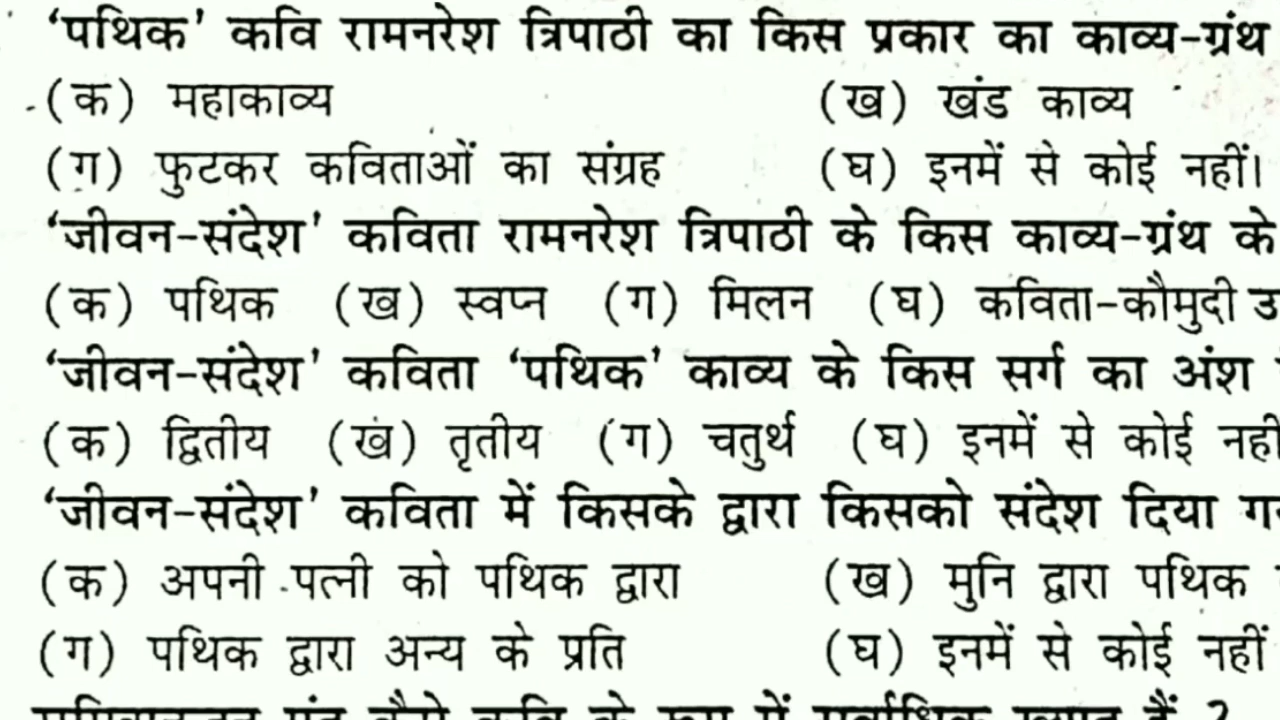 ‘पथिक’ कवि रामनरेश त्रिपाठी का किस प्रकार का काव्य-ग्रंथ
(क) महाकाव्य (ख) खंड काव्य
(ग) फुटकर कविताओं का संग्रह (घ) इनमें से कोई नहीं।
‘जीवन-संदेश’ कविता रामनरेश त्रिपाठी के किस काव्य-ग्रंथ के
(क) पथिक (ख) स्वप्न (ग) मिलन (घ) कविता-कौमुदी
‘जीवन-संदेश’ कविता ‘पथिक’ काव्य के किस सर्ग का अंश
(क) द्वितीय (ख) तृतीय (ग) चतुर्थ (घ) इनमें से कोई नहीं
‘जीवन-संदेश’ कविता में किसके द्वारा किसको संदेश दिया
(क) अपनी पत्नी को पथिक द्वारा (ख) मुनि द्वारा पथिक
(ग) पथिक द्वारा अन्य के प्रति (घ) इनमें से कोई नहीं